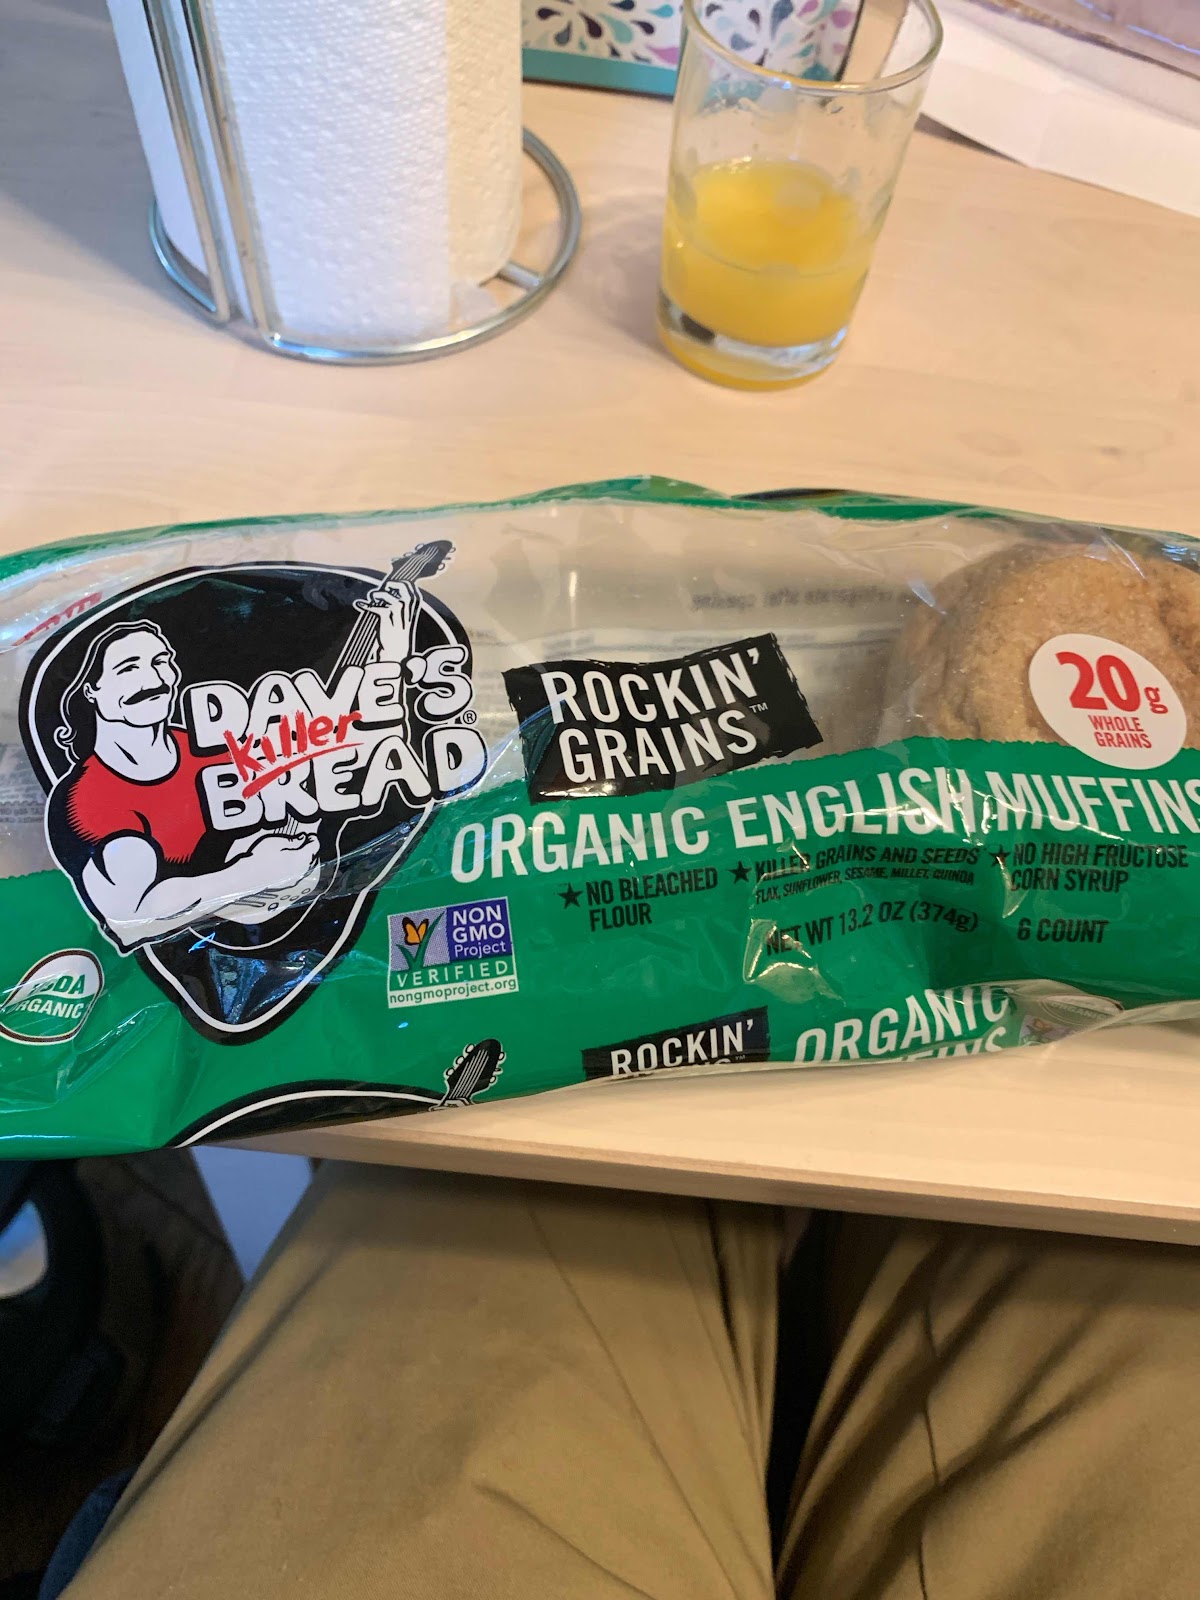 DAVE'S
killer
BREAD®
ROCKIN'
GRAINS™
20g
WHOLE
GRAINS
ORGANIC ENGLISH MUFFINS
★ NO BLEACHED
FLOUR
★ KILLER GRAINS AND SEEDS
FLAX, SUNFLOWER, SESAME, MILLET, QUINOA
★ NO HIGH FRUCTOSE
CORN SYRUP
NET WT 13.2 OZ (374g)
6 COUNT
NON
GMO
Project
VERIFIED
nongmoproject.org
USDA
ORGANIC
ROCKIN'
ORGANIC